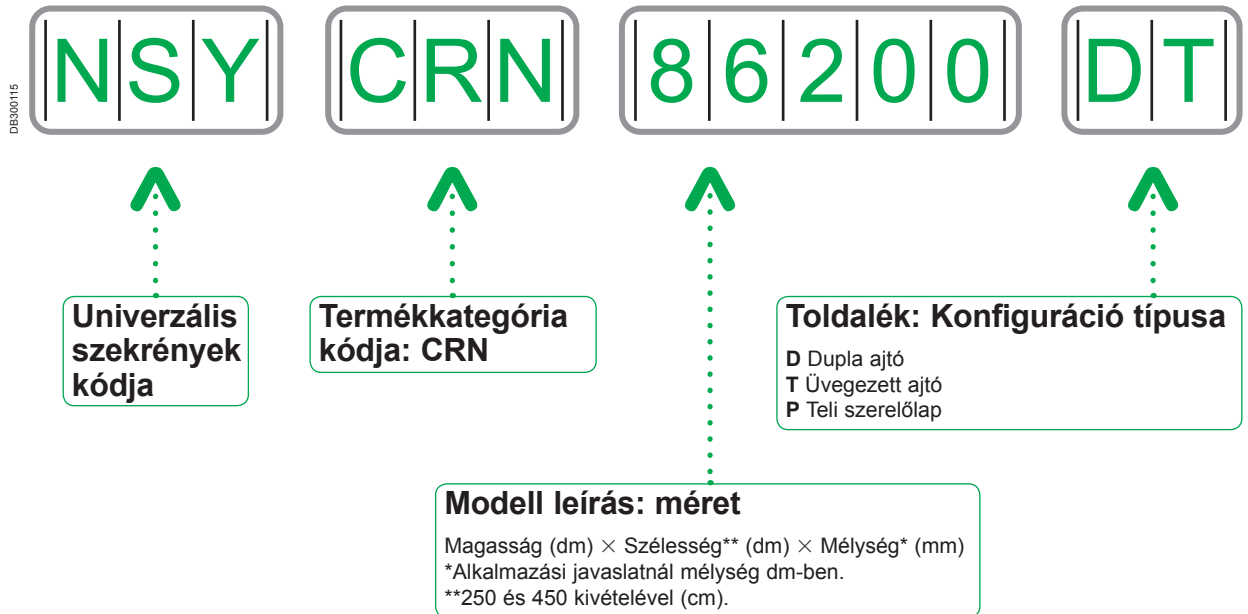 DB300115
NSY CRN 86200 DT
Univerzális
szekrények
kódja
Termékkategória
kódja: CRN
Toldalék: Konfiguráció típusa
D Dupla ajtó
T Üvegezett ajtó
P Teli szerelőlap
Modell leírás: méret
Magasság (dm) × Szélesség** (dm) × Mélység* (mm)
*Alkalmazási javaslatnál mélység dm-ben.
**250 és 450 kivételével (cm).